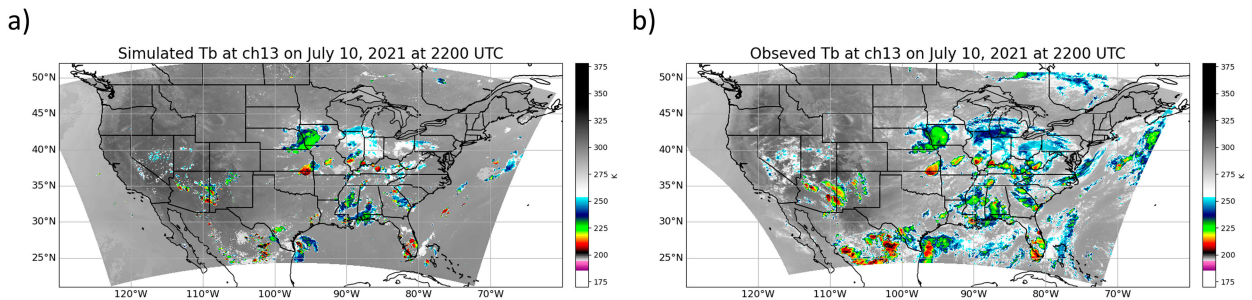 a)
Simulated Tb at ch13 on July 10, 2021 at 2200 UTC
50°N
45°N
40°N
35°N
30°N
25°N
120°W
110°W
100°W
90°W
80°W
70°W
375
350
325
300
275
250
225
200
K
b)
Obseved Tb at ch13 on July 10, 2021 at 2200 UTC
50°N
45°N
40°N
35°N
30°N
25°N
120°W
110°W
100°W
90°W
80°W
70°W
375
350
325
300
275
250
225
200
K